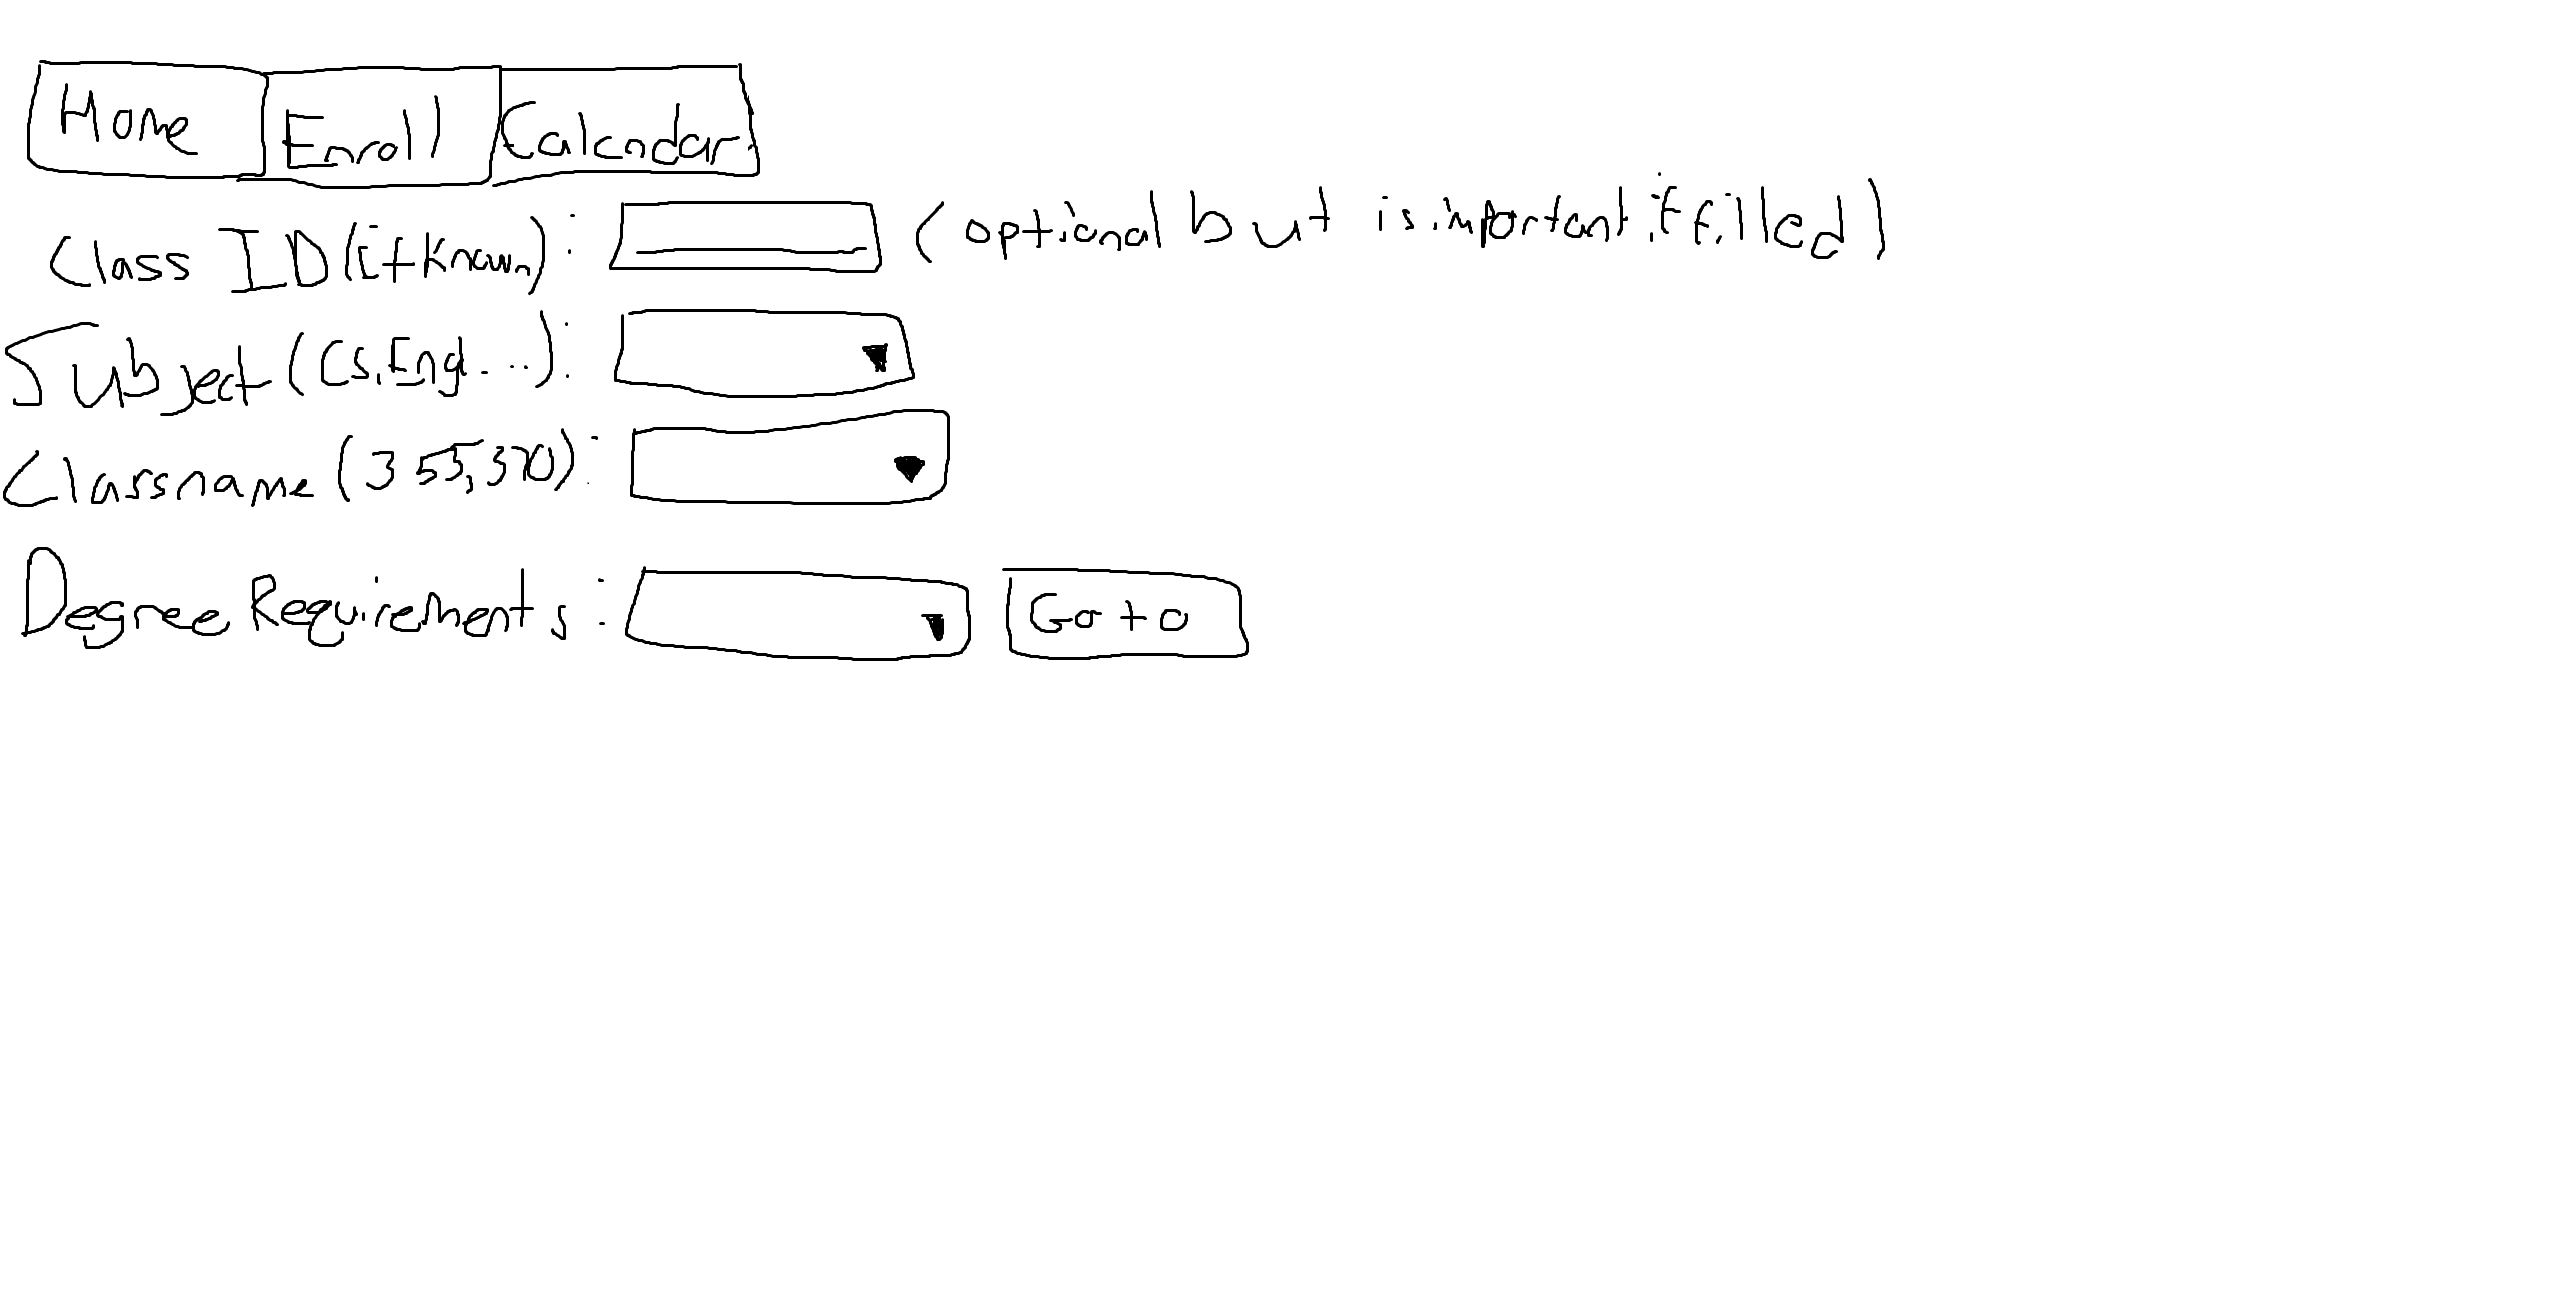 Home Enroll Calendar
Class ID (if known): (optional but is important if filled)
Subject (CS, Engl...):
Classname (355, 370):
Degree Requirements: Go to